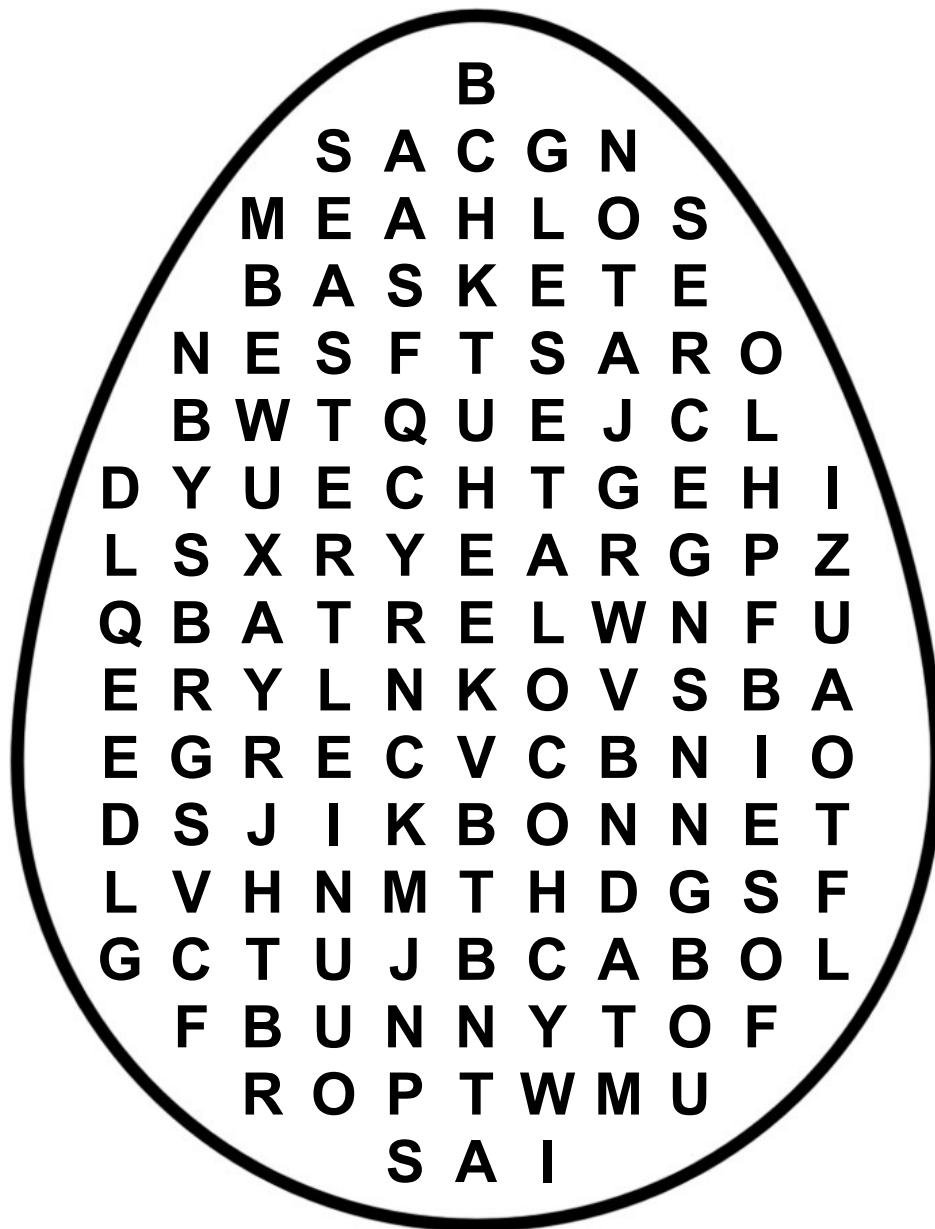 B
S A C G N
M E A H L O S
B A S K E T E
N E S F T S A R O
B W T Q U E J C L
D Y U E C H T G E H I
L S X R Y E A R G P Z
Q B A T R E L W N F U
E R Y L N K O V S B A
E G R E C V C B N I O
D S J I K B O N N E T
L V H N M T H D G S F
G C T U J B C A B O L
F B U N N Y T O F
R O P T W M U
S A I